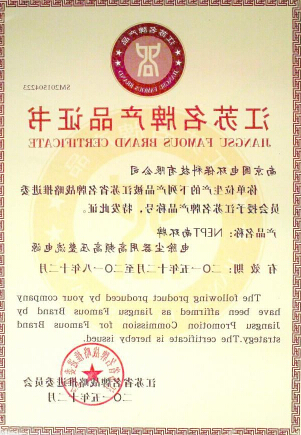 江苏名牌产品
JIANGSU FAMOUS BRAND
SM201504223
江苏名牌产品证书
JIANGSU FAMOUS BRAND CERTIFICATE
南京国电环保科技有限公司
你单位生产的下列产品被江苏省名牌战略推进委
员会授予江苏名牌产品称号，特发此证。
产品名称：NEPT南环牌
电除尘器用高频高压整流电源
有效期：二〇一五年十二月至二〇一八年十二月
The following product produced by your company
have been affirmed as Jiangsu Famous Brand by
Jiangsu Promotion Commission for Famous Brand
strategy.The certificate is hereby issued.
江苏省名牌战略推进委员会
二〇一五年十二月